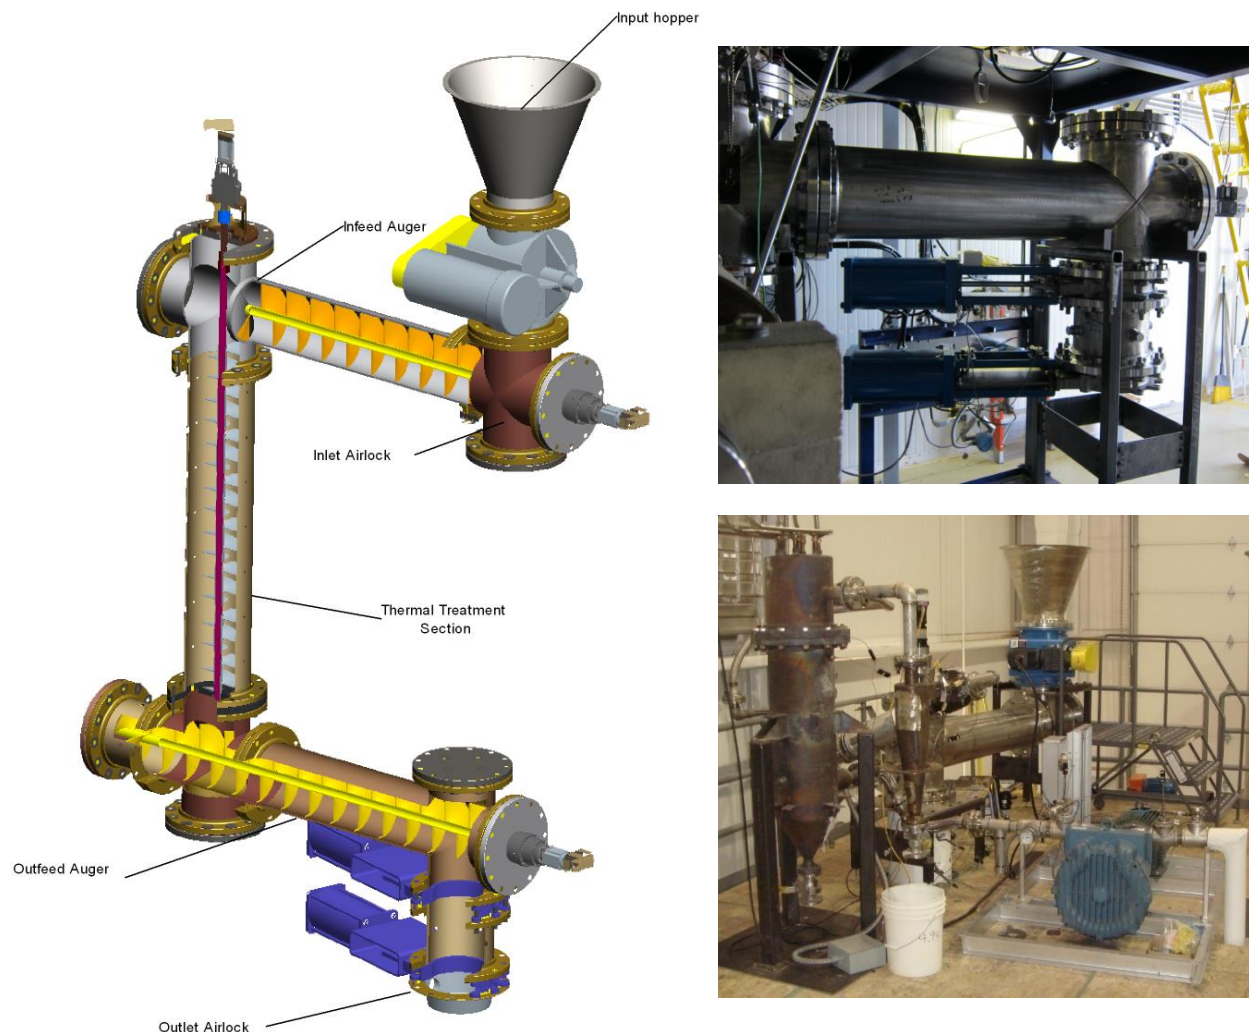 Input hopper
Infeed Auger
Inlet Airlock
Thermal Treatment
Section
Outfeed Auger
Outlet Airlock